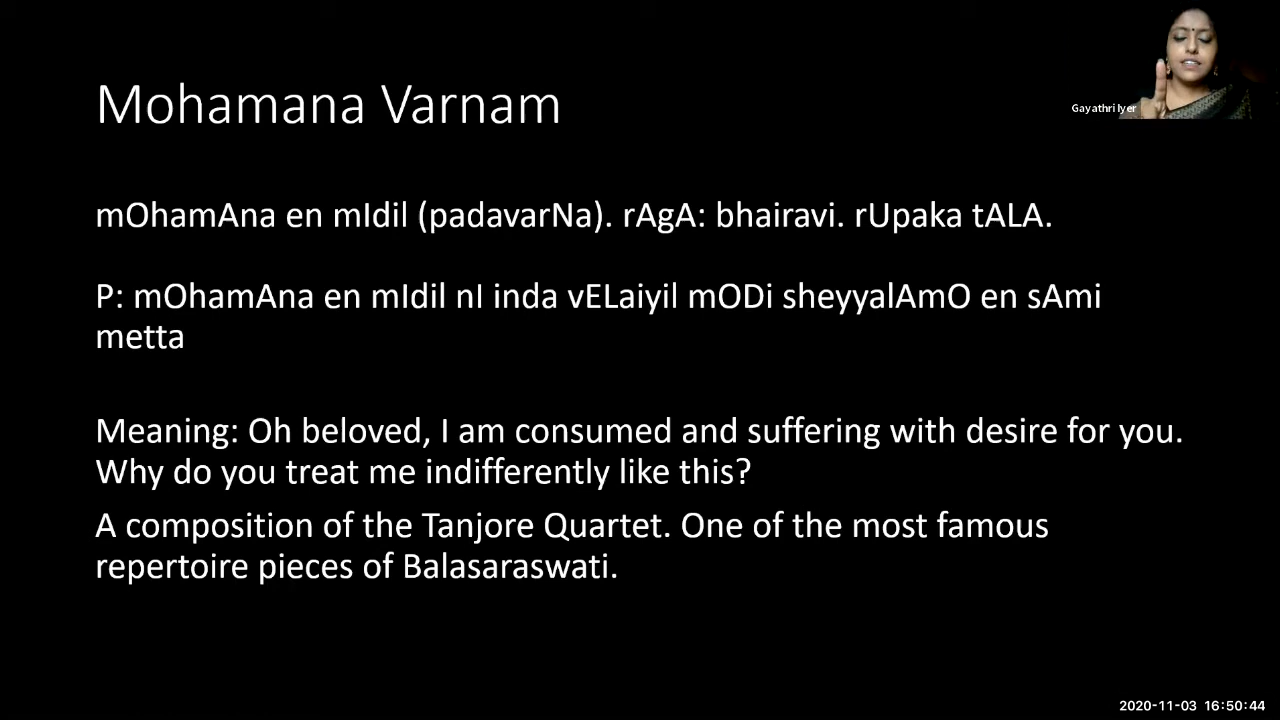 Mohamana Varnam
Gayathri Iyer
mOhamAna en mIdil (padavarNa). rAgA: bhairavi. rUpaka tALA.
P: mOhamAna en mIdil nI inda vELaiyil mODi sheyyalAmO en sAmi
metta
Meaning: Oh beloved, I am consumed and suffering with desire for you.
Why do you treat me indifferently like this?
A composition of the Tanjore Quartet. One of the most famous
repertoire pieces of Balasaraswati.
2020-11-03 16:50:44